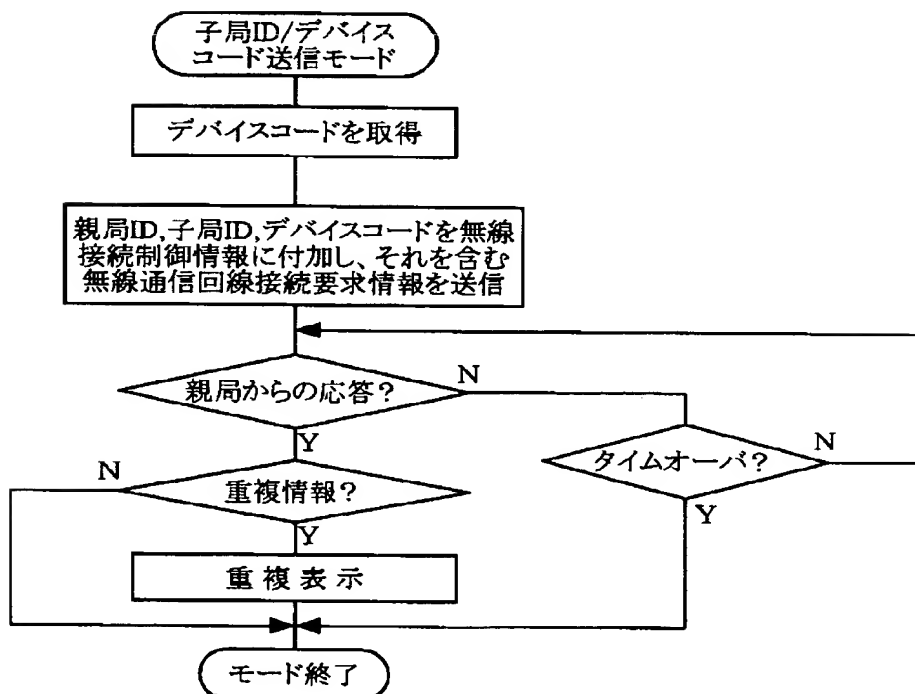 子局ID/デバイス
コード送信モード
デバイスコードを取得
親局ID,子局ID,デバイスコードを無線
接続制御情報に付加し、それを含む
無線通信回線接続要求情報を送信
親局からの応答?
N
Y
タイムオーバ?
N
Y
重複情報?
N
Y
重複表示
モード終了